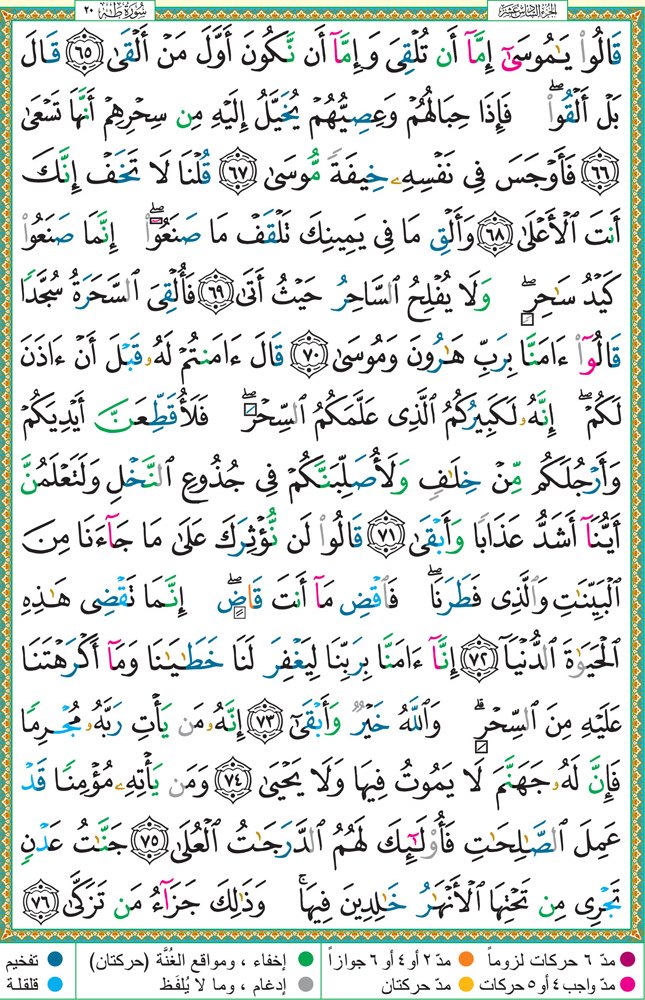 الجزء السادس عشر
سُورَةُ طه ٢٠
قَالُوا۟ يَـٰمُوسَىٰٓ إِمَّآ أَن تُلْقِىَ وَإِمَّآ أَن نَّكُونَ أَوَّلَ مَنْ أَلْقَىٰ ﴿٦٥﴾ قَالَ
بَلْ أَلْقُوا۟ۖ فَإِذَا حِبَالُهُمْ وَعِصِيُّهُمْ يُخَيَّلُ إِلَيْهِ مِن سِحْرِهِمْ أَنَّهَا تَسْعَىٰ
﴿٦٦﴾ فَأَوْجَسَ فِى نَفْسِهِۦ خِيفَةً مُّوسَىٰ ﴿٦٧﴾ قُلْنَا لَا تَخَفْ إِنَّكَ
أَنتَ ٱلْأَعْلَىٰ ﴿٦٨﴾ وَأَلْقِ مَا فِى يَمِينِكَ تَلْقَفْ مَا صَنَعُوٓا۟ۖ إِنَّمَا صَنَعُوا۟
كَيْدُ سَـٰحِرٍۖ وَلَا يُفْلِحُ ٱلسَّاحِرُ حَيْثُ أَتَىٰ ﴿٦٩﴾ فَأُلْقِىَ ٱلسَّحَرَةُ سُجَّدًا
قَالُوٓا۟ ءَامَنَّا بِرَبِّ هَـٰرُونَ وَمُوسَىٰ ﴿٧٠﴾ قَالَ ءَامَنتُمْ لَهُۥ قَبْلَ أَنْ ءَاذَنَ
لَكُمْۖ إِنَّهُۥ لَكَبِيرُكُمُ ٱلَّذِى عَلَّمَكُمُ ٱلسِّحْرَۖ فَلَأُقَطِّعَنَّ أَيْدِيَكُمْ
وَأَرْجُلَكُم مِّنْ خِلَـٰفٍ وَلَأُصَلِّبَنَّكُمْ فِى جُذُوعِ ٱلنَّخْلِ وَلَتَعْلَمُنَّ
أَيُّنَآ أَشَدُّ عَذَابًا وَأَبْقَىٰ ﴿٧١﴾ قَالُوا۟ لَن نُّؤْثِرَكَ عَلَىٰ مَا جَآءَنَا مِنَ
ٱلْبَيِّنَـٰتِ وَٱلَّذِى فَطَرَنَاۖ فَٱقْضِ مَآ أَنتَ قَاضٍۖ إِنَّمَا تَقْضِى هَـٰذِهِ
ٱلْحَيَوٰةَ ٱلدُّنْيَآ ﴿٧٢﴾ إِنَّآ ءَامَنَّا بِرَبِّنَا لِيَغْفِرَ لَنَا خَطَـٰيَـٰنَا وَمَآ أَكْرَهْتَنَا
عَلَيْهِ مِنَ ٱلسِّحْرِۗ وَٱللَّهُ خَيْرٌ وَأَبْقَىٰٓ ﴿٧٣﴾ إِنَّهُۥ مَن يَأْتِ رَبَّهُۥ مُجْرِمًا
فَإِنَّ لَهُۥ جَهَنَّمَ لَا يَمُوتُ فِيهَا وَلَا يَحْيَىٰ ﴿٧٤﴾ وَمَن يَأْتِهِۦ مُؤْمِنًا قَدْ
عَمِلَ ٱلصَّـٰلِحَـٰتِ فَأُو۟لَـٰٓئِكَ لَهُمُ ٱلدَّرَجَـٰتُ ٱلْعُلَىٰ ﴿٧٥﴾ جَنَّـٰتُ عَدْنٍ
تَجْرِى مِن تَحْتِهَا ٱلْأَنْهَـٰرُ خَـٰلِدِينَ فِيهَاۚ وَذَٰلِكَ جَزَآءُ مَن تَزَكَّىٰ ﴿٧٦﴾
مدّ ٦ حركات لزوماً مدّ ٢ أو ٤ أو ٦ جوازاً إخفاء ، ومواقع الغُنَّة (حركتان) تفخيم
مدّ واجب ٤ أو ٥ حركات مدّ حركتان إدغام ، وما لا يُلفَظ قلقلة